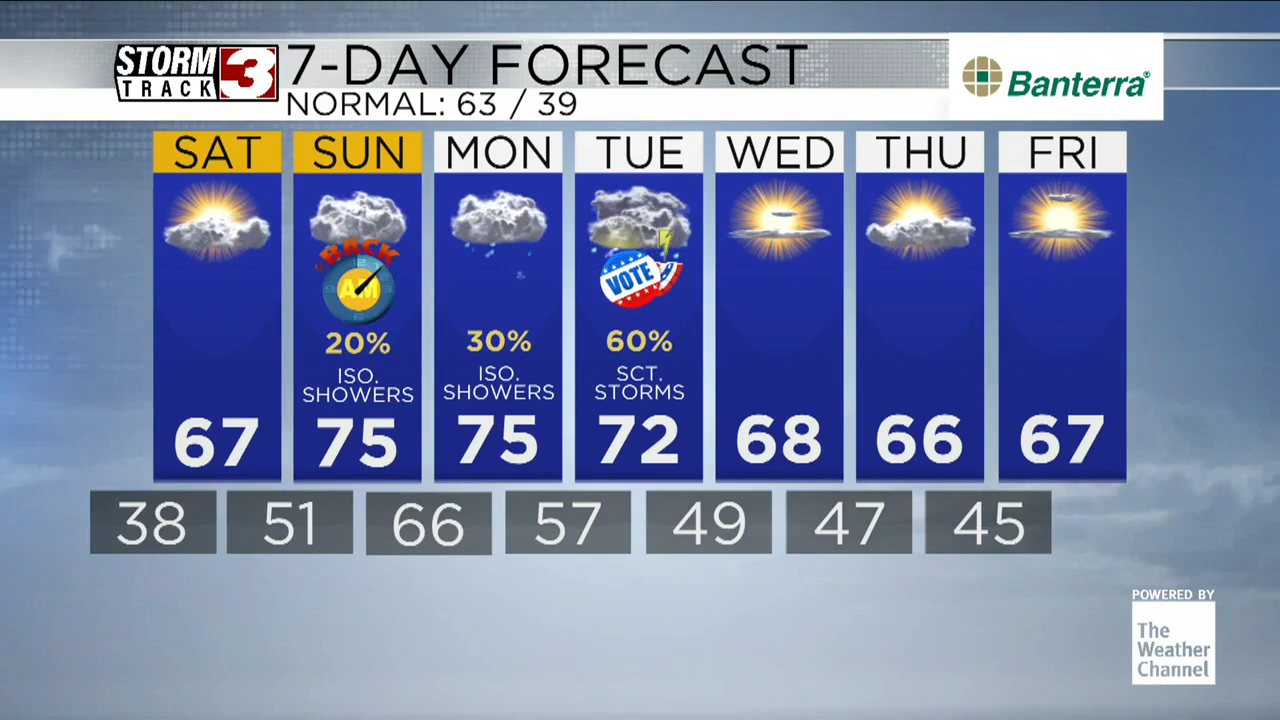 STORM
TRACK 3
7-DAY FORECAST
NORMAL: 63 / 39
Banterra®
SAT SUN MON TUE WED THU FRI
BACK
AM
VOTE
20% 30% 60%
ISO. ISO. SCT.
SHOWERS SHOWERS STORMS
67 75 75 72 68 66 67
38 51 66 57 49 47 45
POWERED BY
The
Weather
Channel